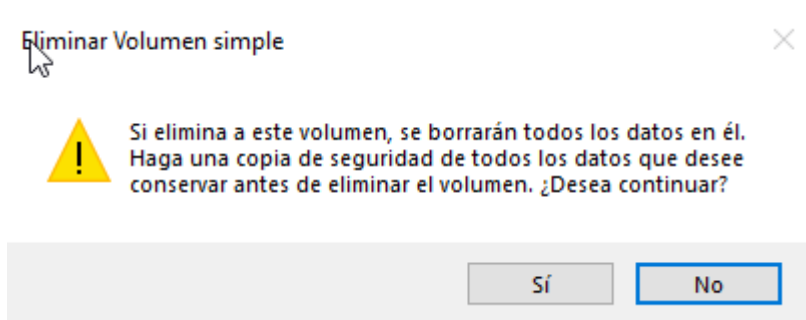 Eliminar Volumen simple
Si elimina a este volumen, se borrarán todos los datos en él.
Haga una copia de seguridad de todos los datos que desee
conservar antes de eliminar el volumen. ¿Desea continuar?
Sí
No